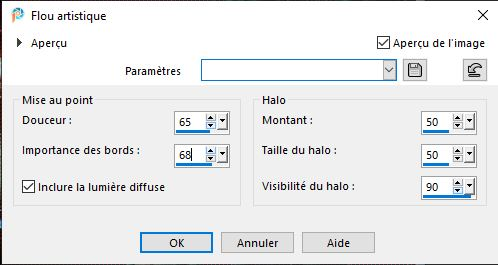 Flou artistique
Aperçu
Aperçu de l'image
Paramètres
Mise au point
Douceur : 65
Importance des bords : 68
Inclure la lumière diffuse
Halo
Montant : 50
Taille du halo : 50
Visibilité du halo : 90
OK Annuler Aide